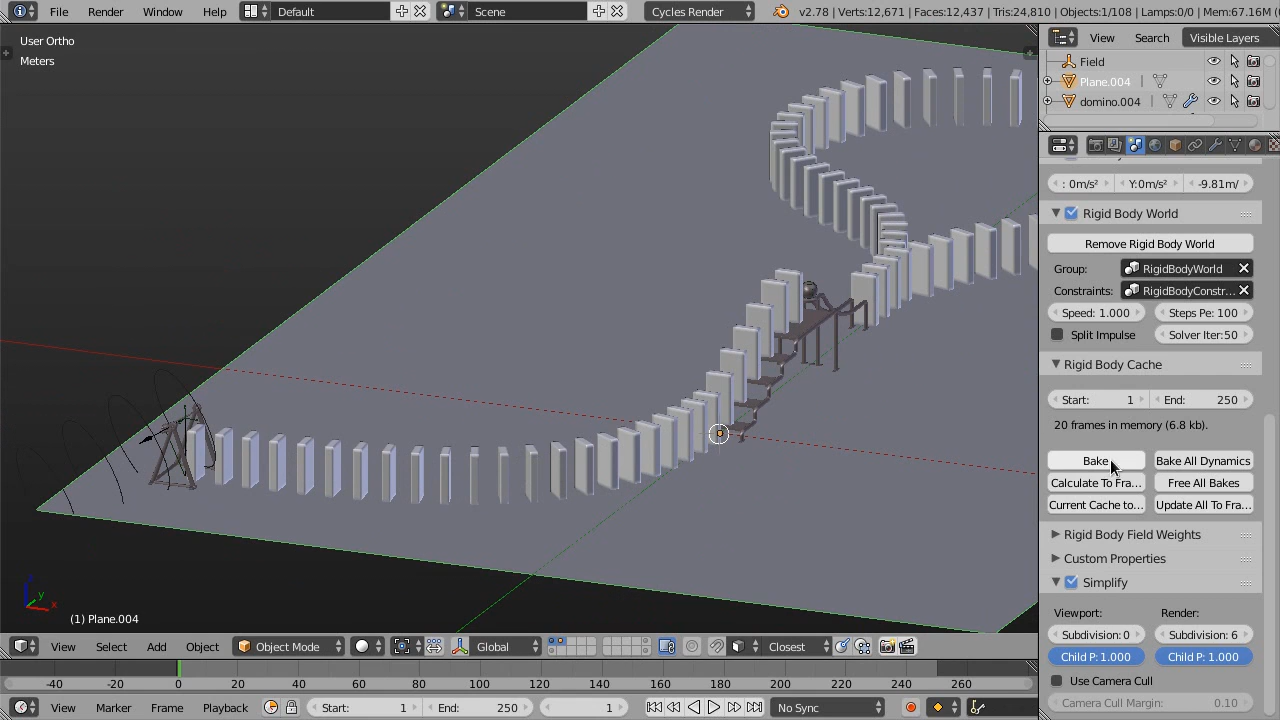 File Render Window Help Default Scene Cycles Render v2.78 | Verts:12,671 | Faces:12,437 | Tris:24,810 | Objects:1/108 | Lamps:0/0 | Mem:67.16M
User Ortho
Meters
View Search Visible Layers
Field
Plane.004
domino.004
: 0m/s² Y:0m/s² -9.81m/
Rigid Body World
Remove Rigid Body World
Group: RigidBodyWorld
Constraints: RigidBodyConstr...
Speed: 1.000 Steps Pe: 100
Split Impulse Solver Iter:50
Rigid Body Cache
Start: 1 End: 250
20 frames in memory (6.8 kb).
Bake Bake All Dynamics
Calculate To Fra... Free All Bakes
Current Cache to... Update All To Fra...
Rigid Body Field Weights
Custom Properties
Simplify
Viewport: Render:
Subdivision: 0 Subdivision: 6
Child P: 1.000 Child P: 1.000
Use Camera Cull
Camera Cull Margin: 0.10
z
y
x
(1) Plane.004
View Select Add Object Object Mode Global Closest
-40 -20 0 20 40 60 80 100 120 140 160 180 200 220 240 260
View Marker Frame Playback Start: 1 End: 250 1 No Sync